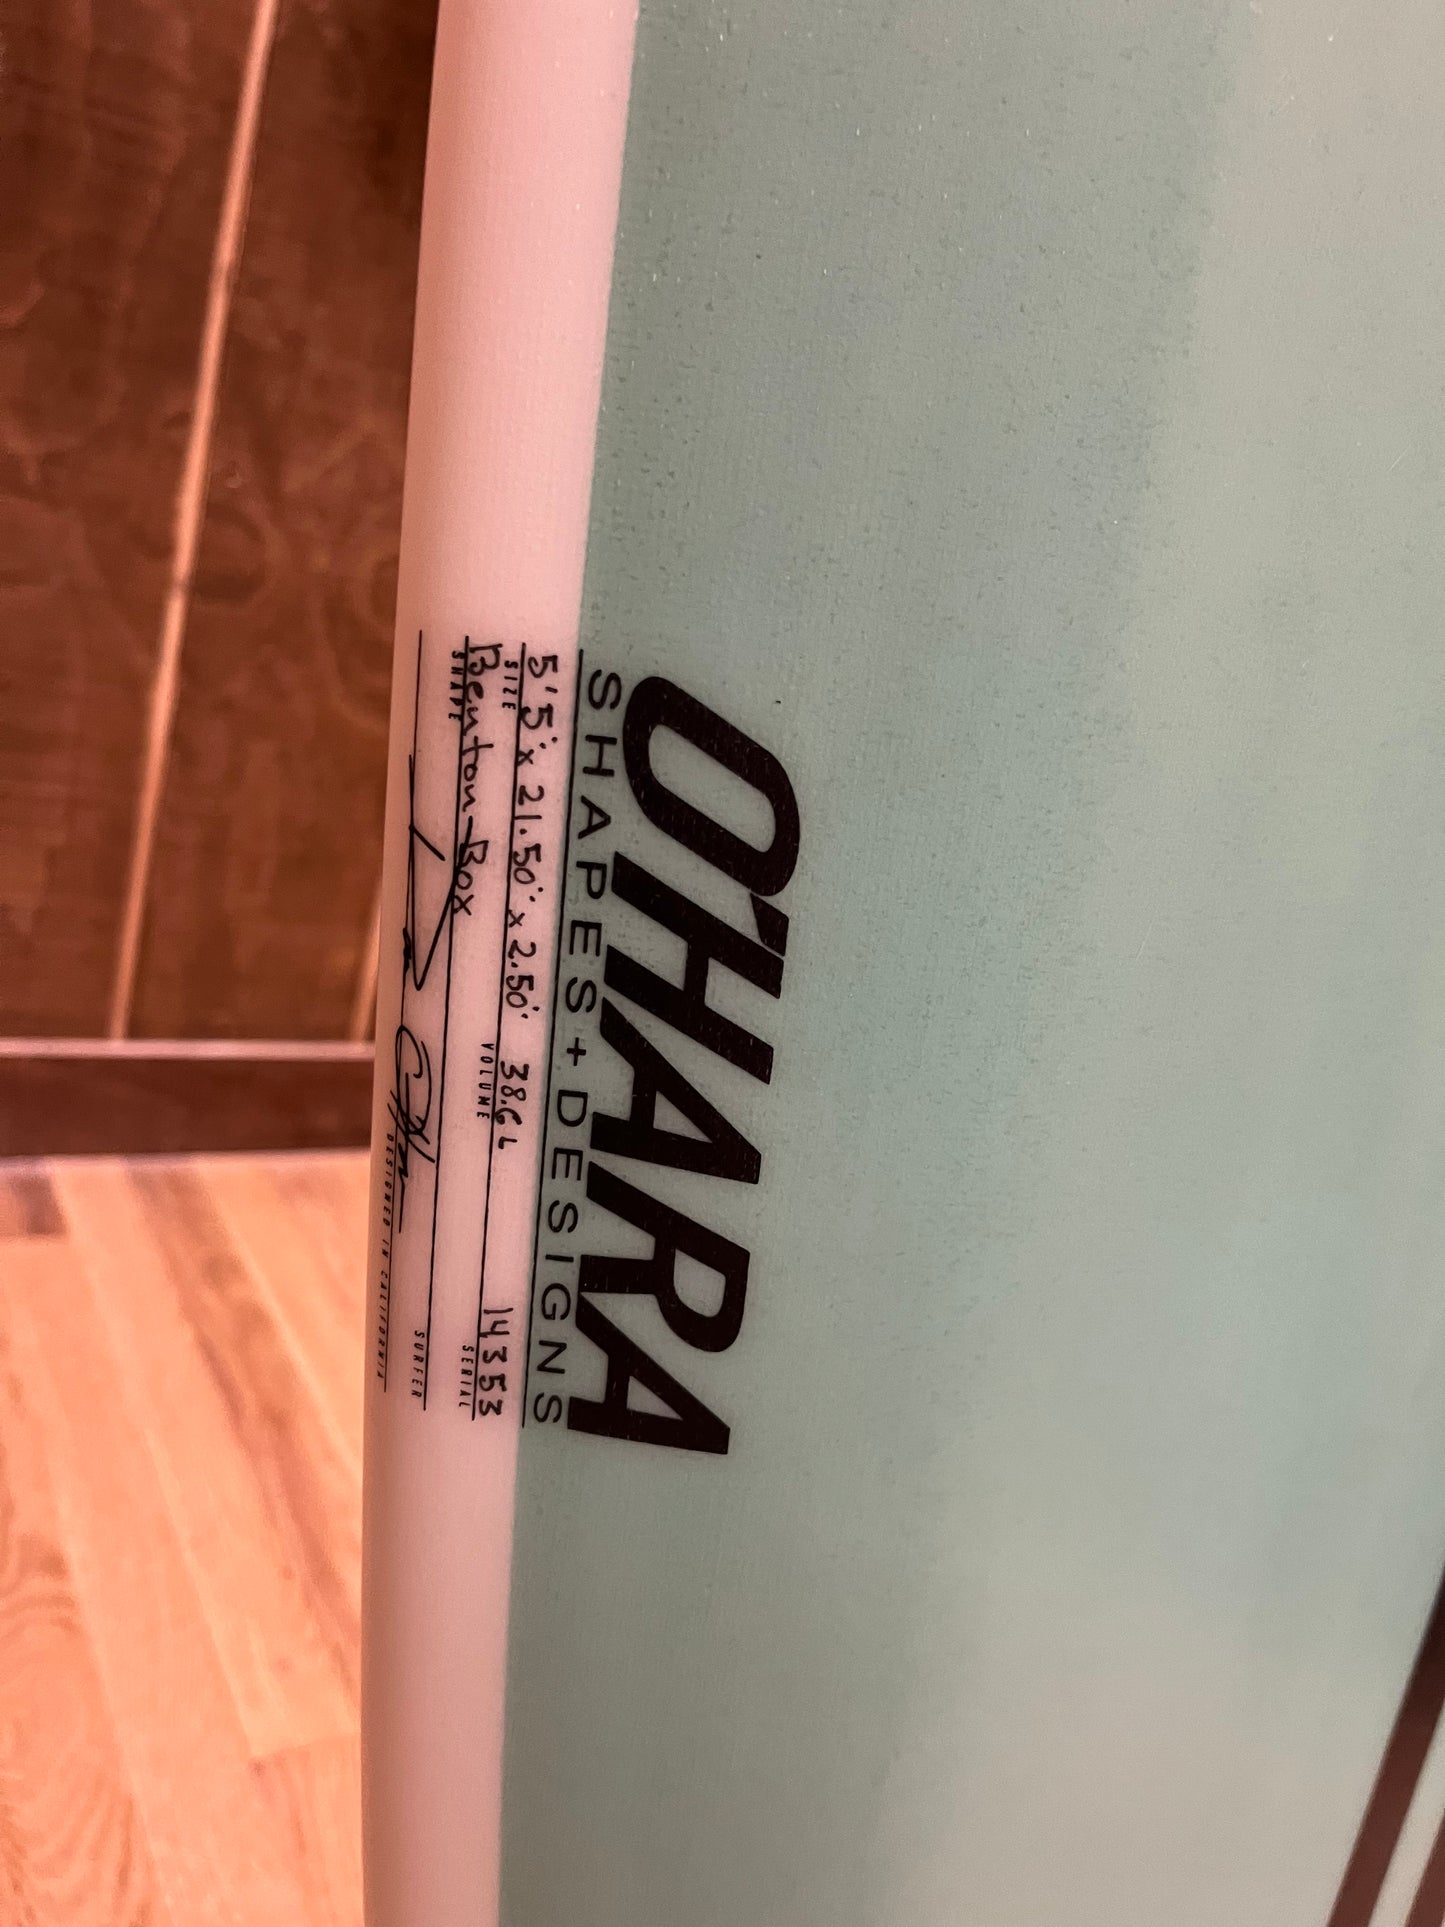 O'HARA
SHAPES+DESIGNS
5'5" x 21.50" x 2.50" 38.6L 14353
SIZE VOLUME SERIAL
Benton-Box
SHAPE SURFER
DESIGNED IN CALIFORNIA